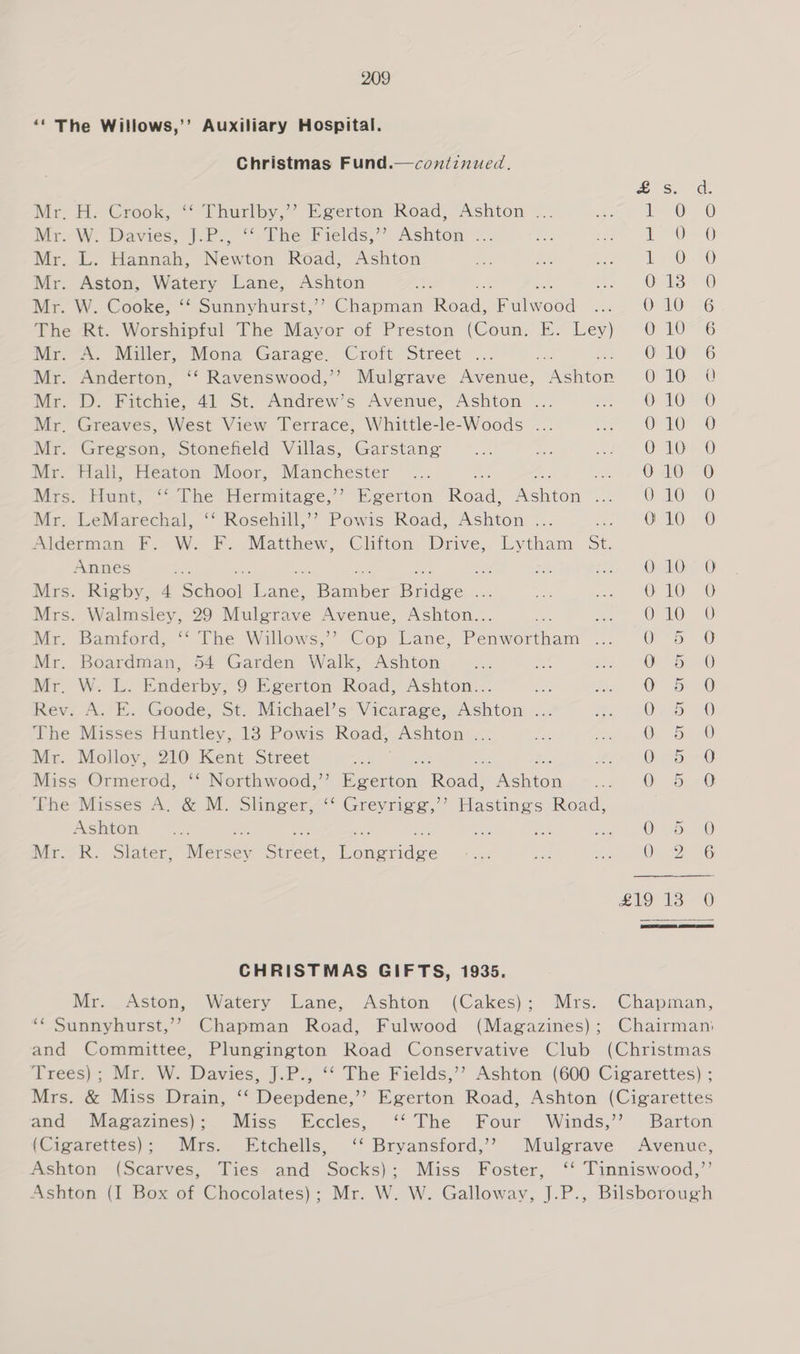 209
“ The Willows,” Auxiliary Hospital.
Christmas Fund.—continued.
£ s. d.
Mr. H. Crook, “ Thurlby,” Egerton Road, Ashton ... ... 1 0 0
Mr. W. Davies, J.P., “ The Fields,” Ashton ... ... ... 1 0 0
Mr. L. Hannah, Newton Road, Ashton ... ... ... 1 0 0
Mr. Aston, Watery Lane, Ashton ... ... ... ... 0 13 0
Mr. W. Cooke, “ Sunnyhurst,” Chapman Road, Fulwood ... 0 10 6
The Rt. Worshipful The Mayor of Preston (Coun. E. Ley) 0 10 6
Mr. A. Miller, Mona Garage, Croft Street ... ... ... 0 10 6
Mr. Anderton, “ Ravenswood,” Mulgrave Avenue, Ashton 0 10 0
Mr. D. Fitchie, 41 St. Andrew's Avenue, Ashton ... ... 0 10 0
Mr. Greaves, West View Terrace, Whittle-le-Woods ... ... 0 10 0
Mr. Gregson, Stonefield Villas, Garstang ... ... ... 0 10 0
Mr. Hall, Heaton Moor, Manchester ... ... ... ... 0 10 0
Mrs. Hunt, “ The Hermitage,” Egerton Road, Ashton ... 0 10 0
Mr. LeMarechal, “ Rosehill,” Powis Road, Ashton ... ... 0 10 0
Alderman F. W. F. Matthew, Clifton Drive, Lytham St.
Annes ... ... ... ... ... ... ... 0 10 0
Mrs. Rigby, 4 School Lane, Bamber Bridge ... ... ... 0 10 0
Mrs. Walmsley, 29 Mulgrave Avenue, Ashton... ... ... 0 10 0
Mr. Bamford, “ The Willows,” Cop Lane, Penwortham ... 0 5 0
Mr. Boardman, 54 Garden Walk, Ashton ... ... ... 0 5 0
Mr. W. L. Enderby, 9 Egerton Road, Ashton... ... ... 0 5 0
Rev. A. E. Goode, St. Michael's Vicarage, Ashton ... ... 0 5 0
The Misses Huntley, 13 Powis Road, Ashton ... ... ... 0 5 0
Mr. Molloy, 210 Kent Street ... ... ... ... ... 0 5 0
Miss Ormerod, “ Northwood,” Egerton Road, Ashton ... 0 5 0
The Misses A. & M. Slinger, “ Greyrigg,” Hastings Road,
Ashton ... ... ... ... ... ... ... 0 5 0
Mr. R. Slater, Mersey Street, Longridge ... ... ... 0 2 6
£19 13 0
CHRISTMAS GIFTS, 1935.
Mr. Aston, Watery Lane, Ashton (Cakes); Mrs. Chapman,
“ Sunnyhurst,” Chapman Road, Fulwood (Magazines); Chairman
and Committee, Plungington Road Conservative Club (Christmas
Trees); Mr. W. Davies, J.P., “ The Fields,” Ashton (600 Cigarettes);
Mrs. & Miss Drain, “ Deepdene,” Egerton Road, Ashton (Cigarettes
and Magazines); Miss Eccles, “ The Four Winds,” Barton
(Cigarettes); Mrs. Etchells, “ Bryansford,” Mulgrave Avenue,
Ashton (Scarves, Ties and Socks); Miss Foster, “ Tinniswood,”
Ashton (I Box of Chocolates); Mr. W. W. Galloway, J.P., Bilsborough